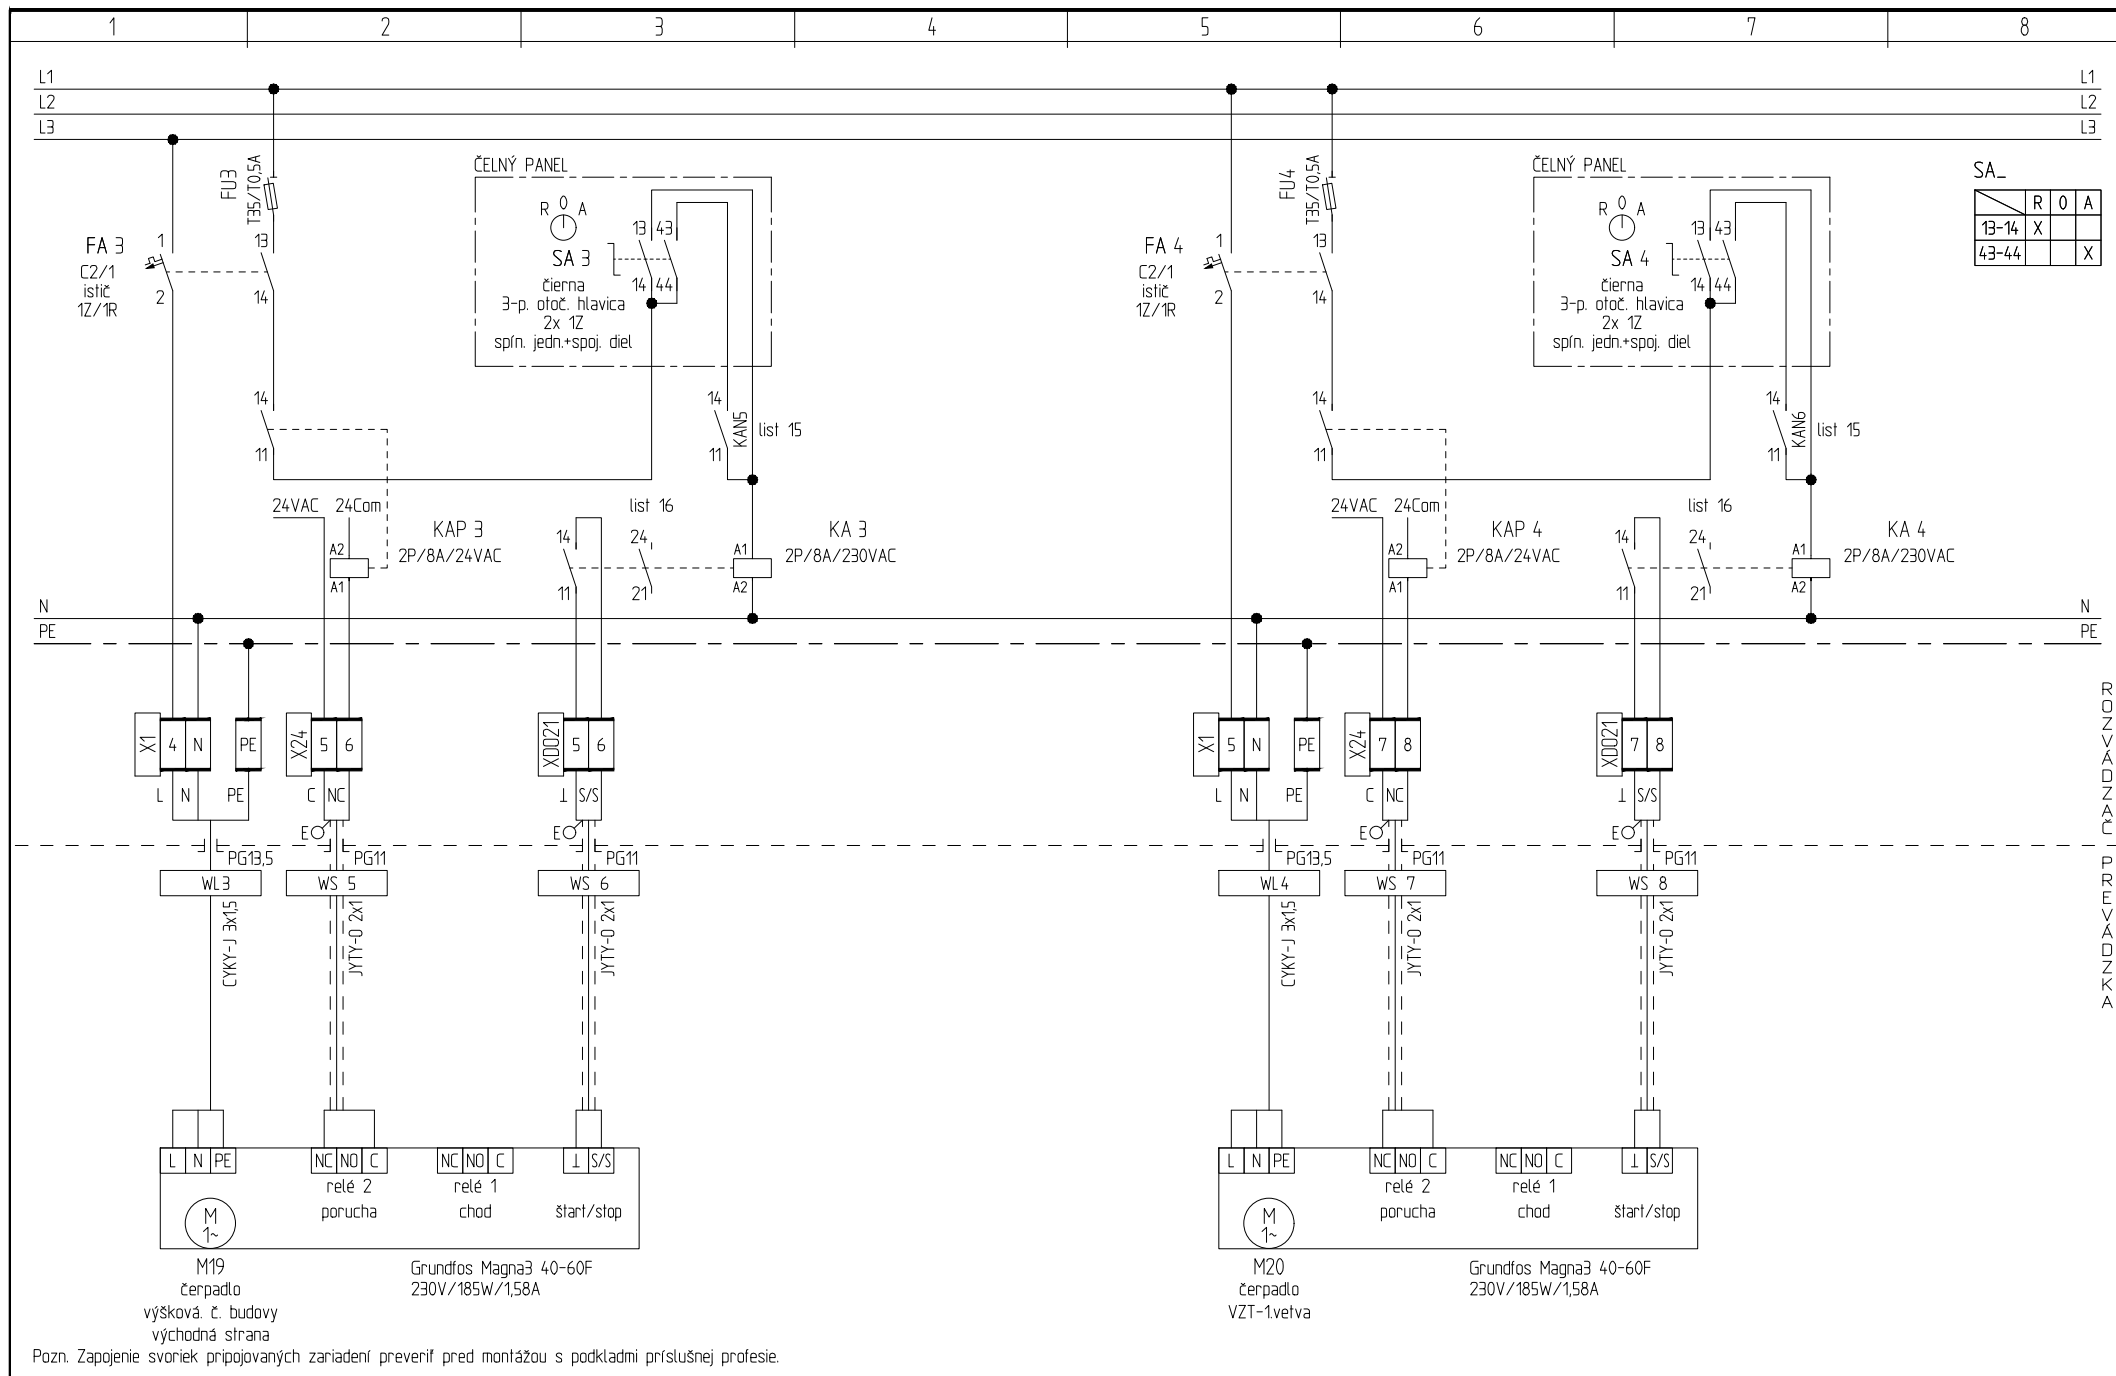 1 2 3 4 5 6 7 8
L1 L1
L2 L2
L3 L3
FU3
T35/T0,5A
ČELNÝ PANEL
R 0 A
SA 3
čierna
3-p. otoč. hlavica
2x 1Z
spín. jedn.+spoj. diel
13 43
14 44
FA 3
C2/1
istič
1Z/1R
1
2
13
14
14
11
14
11
KAN5
list 15
24VAC 24Com
A2
A1
KAP 3
2P/8A/24VAC
list 16
14 24
11 21
A1
A2
KA 3
2P/8A/230VAC
FU4
T35/T0,5A
ČELNÝ PANEL
R 0 A
SA 4
čierna
3-p. otoč. hlavica
2x 1Z
spín. jedn.+spoj. diel
13 43
14 44
FA 4
C2/1
istič
1Z/1R
1
2
13
14
14
11
14
11
KAN6
list 15
24VAC 24Com
A2
A1
KAP 4
2P/8A/24VAC
list 16
14 24
11 21
A1
A2
KA 4
2P/8A/230VAC
SA_
R 0 A
13-14 X
43-44 X
N N
PE PE
X1 4 N PE
X24 5 6
XDO21 5 6
L N PE
C NC
⊥ S/S
E
E
PG13,5
PG11
PG11
WL3
WS 5
WS 6
CYKY-J 3x1,5
JYTY-O 2x1
JYTY-O 2x1
L N PE
NC NO C
NC NO C
⊥ S/S
relé 2
porucha
relé 1
chod
štart/stop
M
1~
M19
čerpadlo
výšková. č. budovy
východná strana
Grundfos Magna3 40-60F
230V/185W/1,58A
X1 5 N PE
X24 7 8
XDO21 7 8
L N PE
C NC
⊥ S/S
E
E
PG13,5
PG11
PG11
WL4
WS 7
WS 8
CYKY-J 3x1,5
JYTY-O 2x1
JYTY-O 2x1
L N PE
NC NO C
NC NO C
⊥ S/S
relé 2
porucha
relé 1
chod
štart/stop
M
1~
M20
čerpadlo
VZT-1.vetva
Grundfos Magna3 40-60F
230V/185W/1,58A
ROZVÁDZAČ
PREVÁDZKA
Pozn. Zapojenie svoriek pripojovaných zariadení preveriť pred montážou s podkladmi príslušnej profesie.